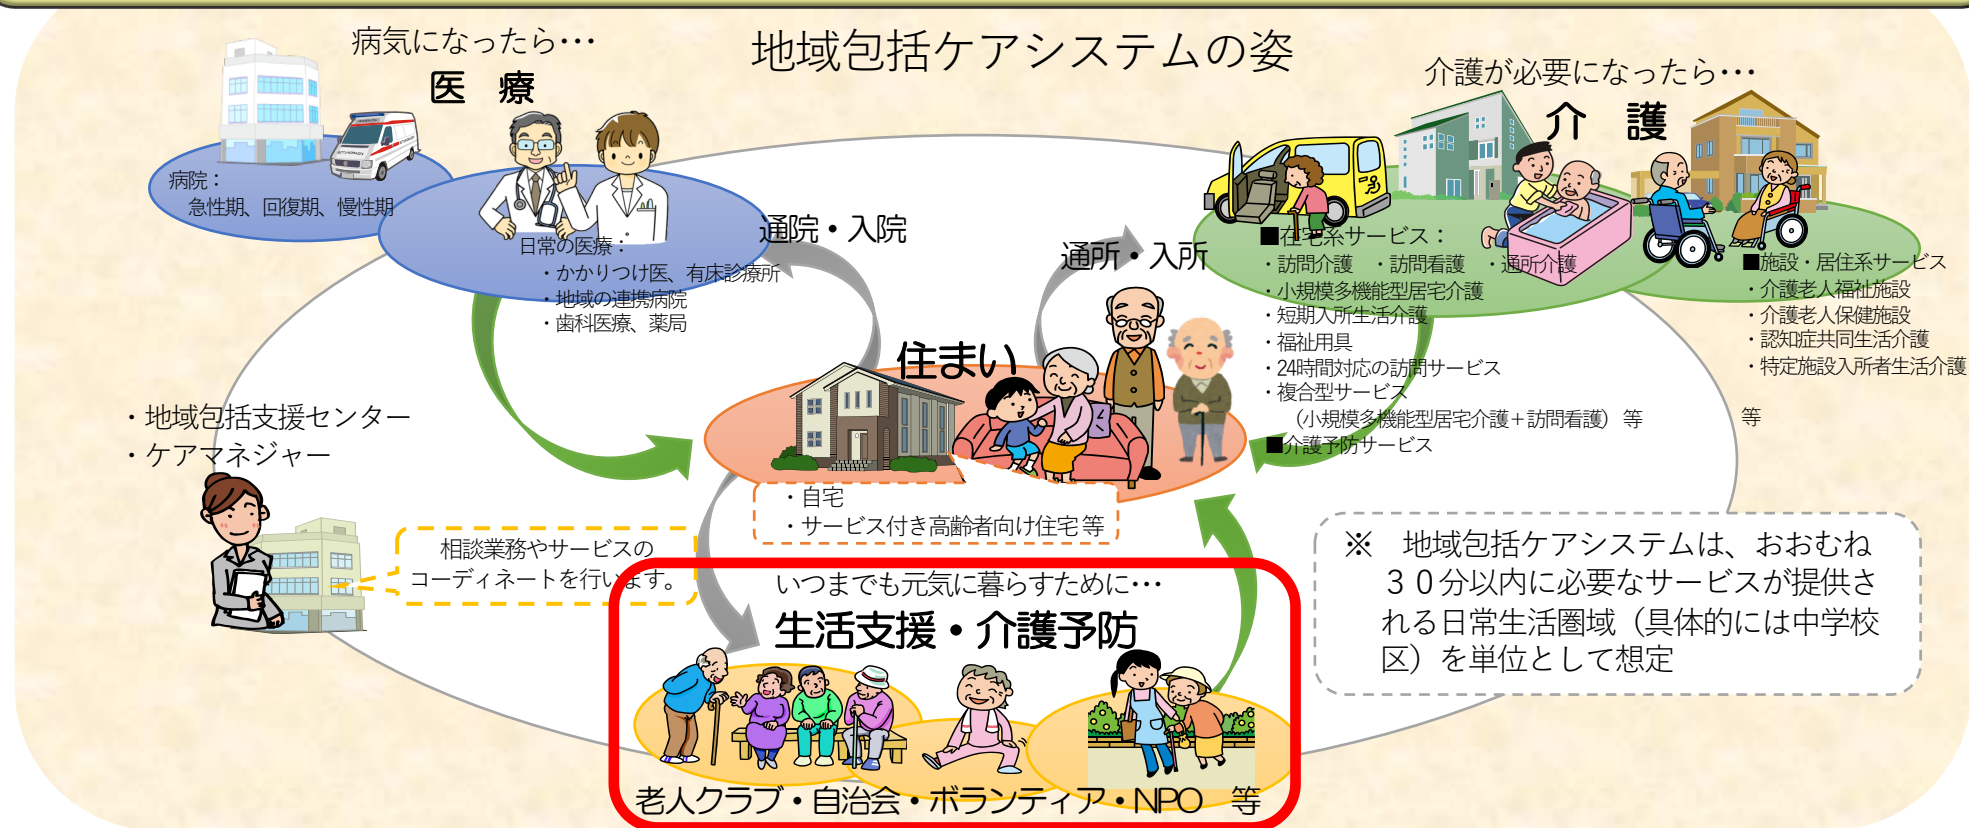 地域包括ケアシステムの姿
病気になったら･･･
医 療
病院：
急性期、回復期、慢性期
日常の医療：
・かかりつけ医、有床診療所
・地域の連携病院
・歯科医療、薬局
通院・入院
通所・入所
介護が必要になったら･･･
介 護
■在宅系サービス：
・訪問介護 ・訪問看護 ・通所介護
・小規模多機能型居宅介護
・短期入所生活介護
・福祉用具
・24時間対応の訪問サービス
・複合型サービス
（小規模多機能型居宅介護＋訪問看護） 等
■介護予防サービス
■施設・居住系サービス
・介護老人福祉施設
・介護老人保健施設
・認知症共同生活介護
・特定施設入所者生活介護
等
住まい
・自宅
・サービス付き高齢者向け住宅 等
・地域包括支援センター
・ケアマネジャー
相談業務やサービスの
コーディネートを行います。
いつまでも元気に暮らすために･･･
生活支援・介護予防
老人クラブ・自治会・ボランティア・NPO 等
※ 地域包括ケアシステムは、おおむね
３０分以内に必要なサービスが提供さ
れる日常生活圏域（具体的には中学校
区）を単位として想定